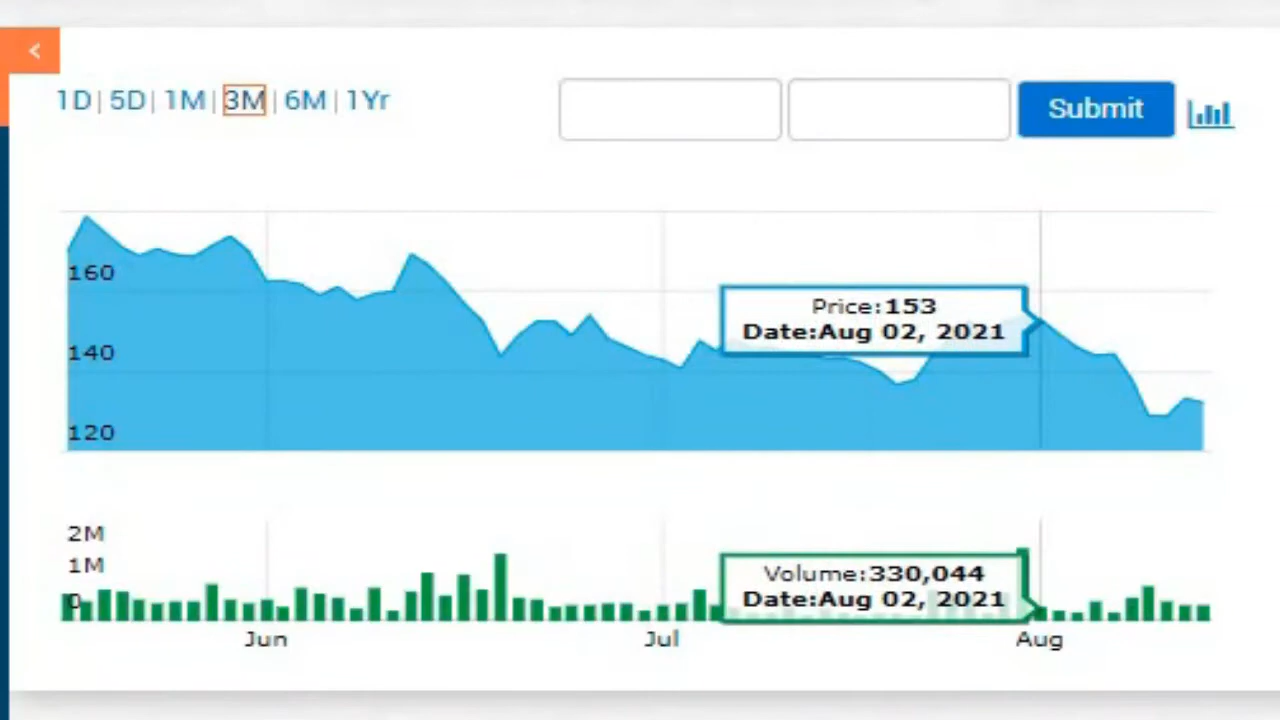 1D | 5D | 1M | 3M | 6M | 1Yr
Submit
160
140
120
Price:153
Date:Aug 02, 2021
2M
1M
0
Volume:330,044
Date:Aug 02, 2021
Jun
Jul
Aug